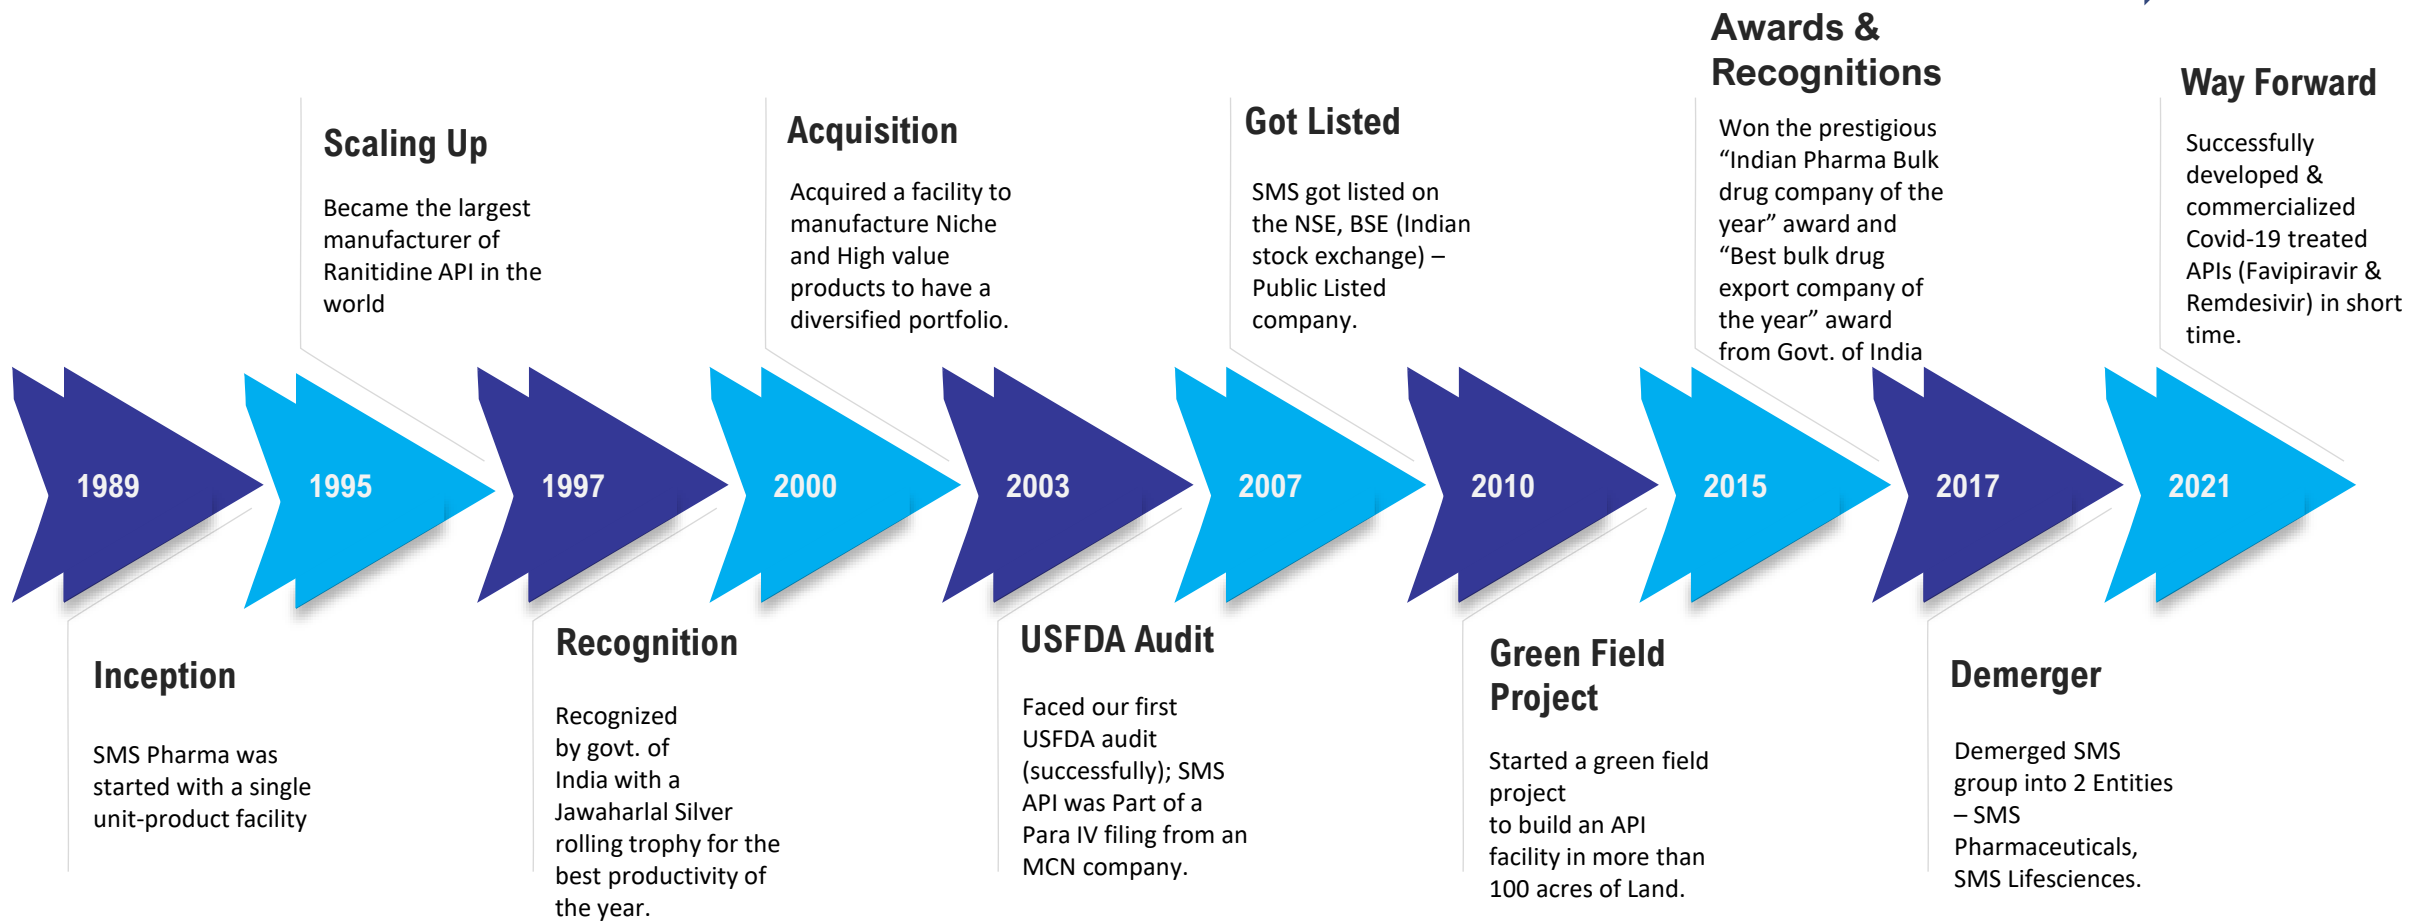 Scaling Up
Became the largest
manufacturer of
Ranitidine API in the
world
Acquisition
Acquired a facility to
manufacture Niche
and High value
products to have a
diversified portfolio.
Got Listed
SMS got listed on
the NSE, BSE (Indian
stock exchange) –
Public Listed
company.
Awards &
Recognitions
Won the prestigious
“Indian Pharma Bulk
drug company of the
year” award and
“Best bulk drug
export company of
the year” award
from Govt. of India
Way Forward
Successfully
developed &
commercialized
Covid-19 treated
APIs (Favipiravir &
Remdesivir) in short
time.
1989
1995
1997
2000
2003
2007
2010
2015
2017
2021
Inception
SMS Pharma was
started with a single
unit-product facility
Recognition
Recognized
by govt. of
India with a
Jawaharlal Silver
rolling trophy for the
best productivity of
the year.
USFDA Audit
Faced our first
USFDA audit
(successfully); SMS
API was Part of a
Para IV filing from an
MCN company.
Green Field
Project
Started a green field
project
to build an API
facility in more than
100 acres of Land.
Demerger
Demerged SMS
group into 2 Entities
– SMS
Pharmaceuticals,
SMS Lifesciences.